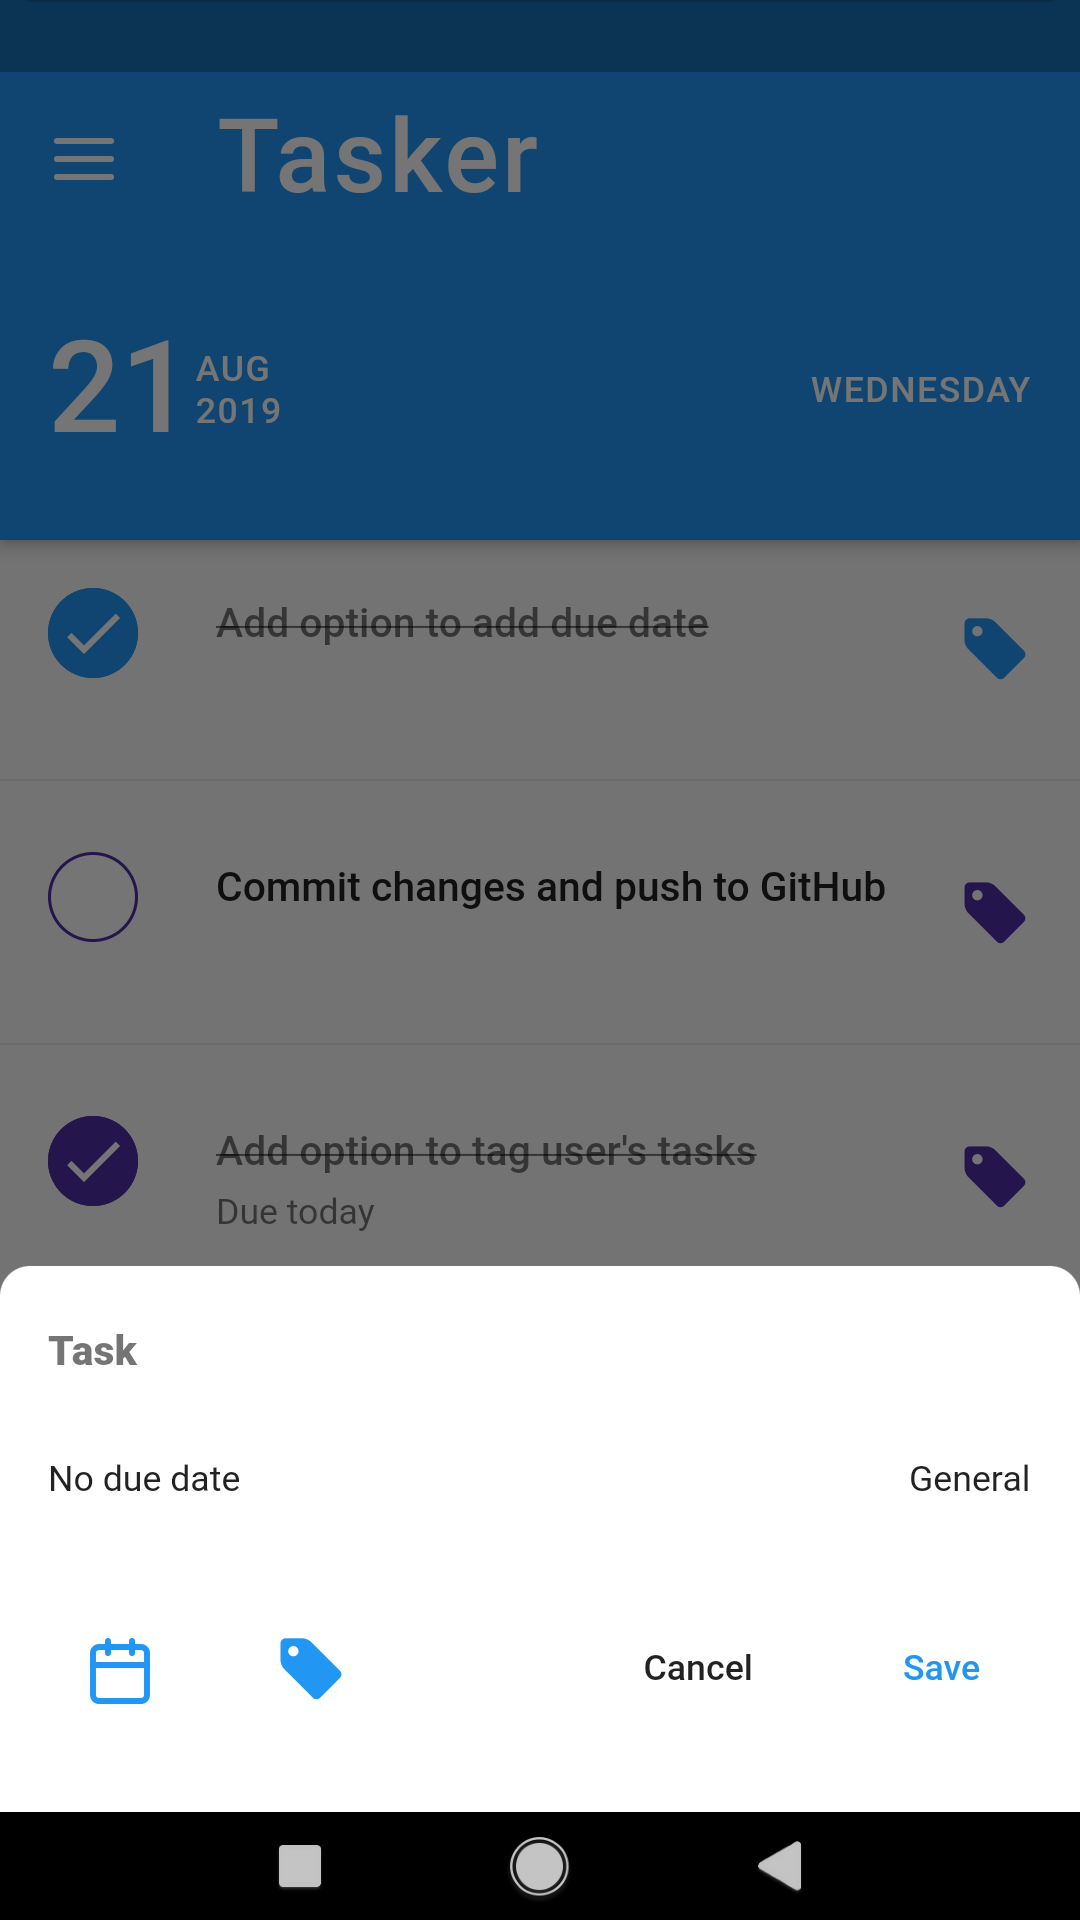 Tasker
21
AUG
2019
WEDNESDAY
Add option to add due date
Commit changes and push to GitHub
Add option to tag user's tasks
Due today
Task
No due date
General
Cancel
Save